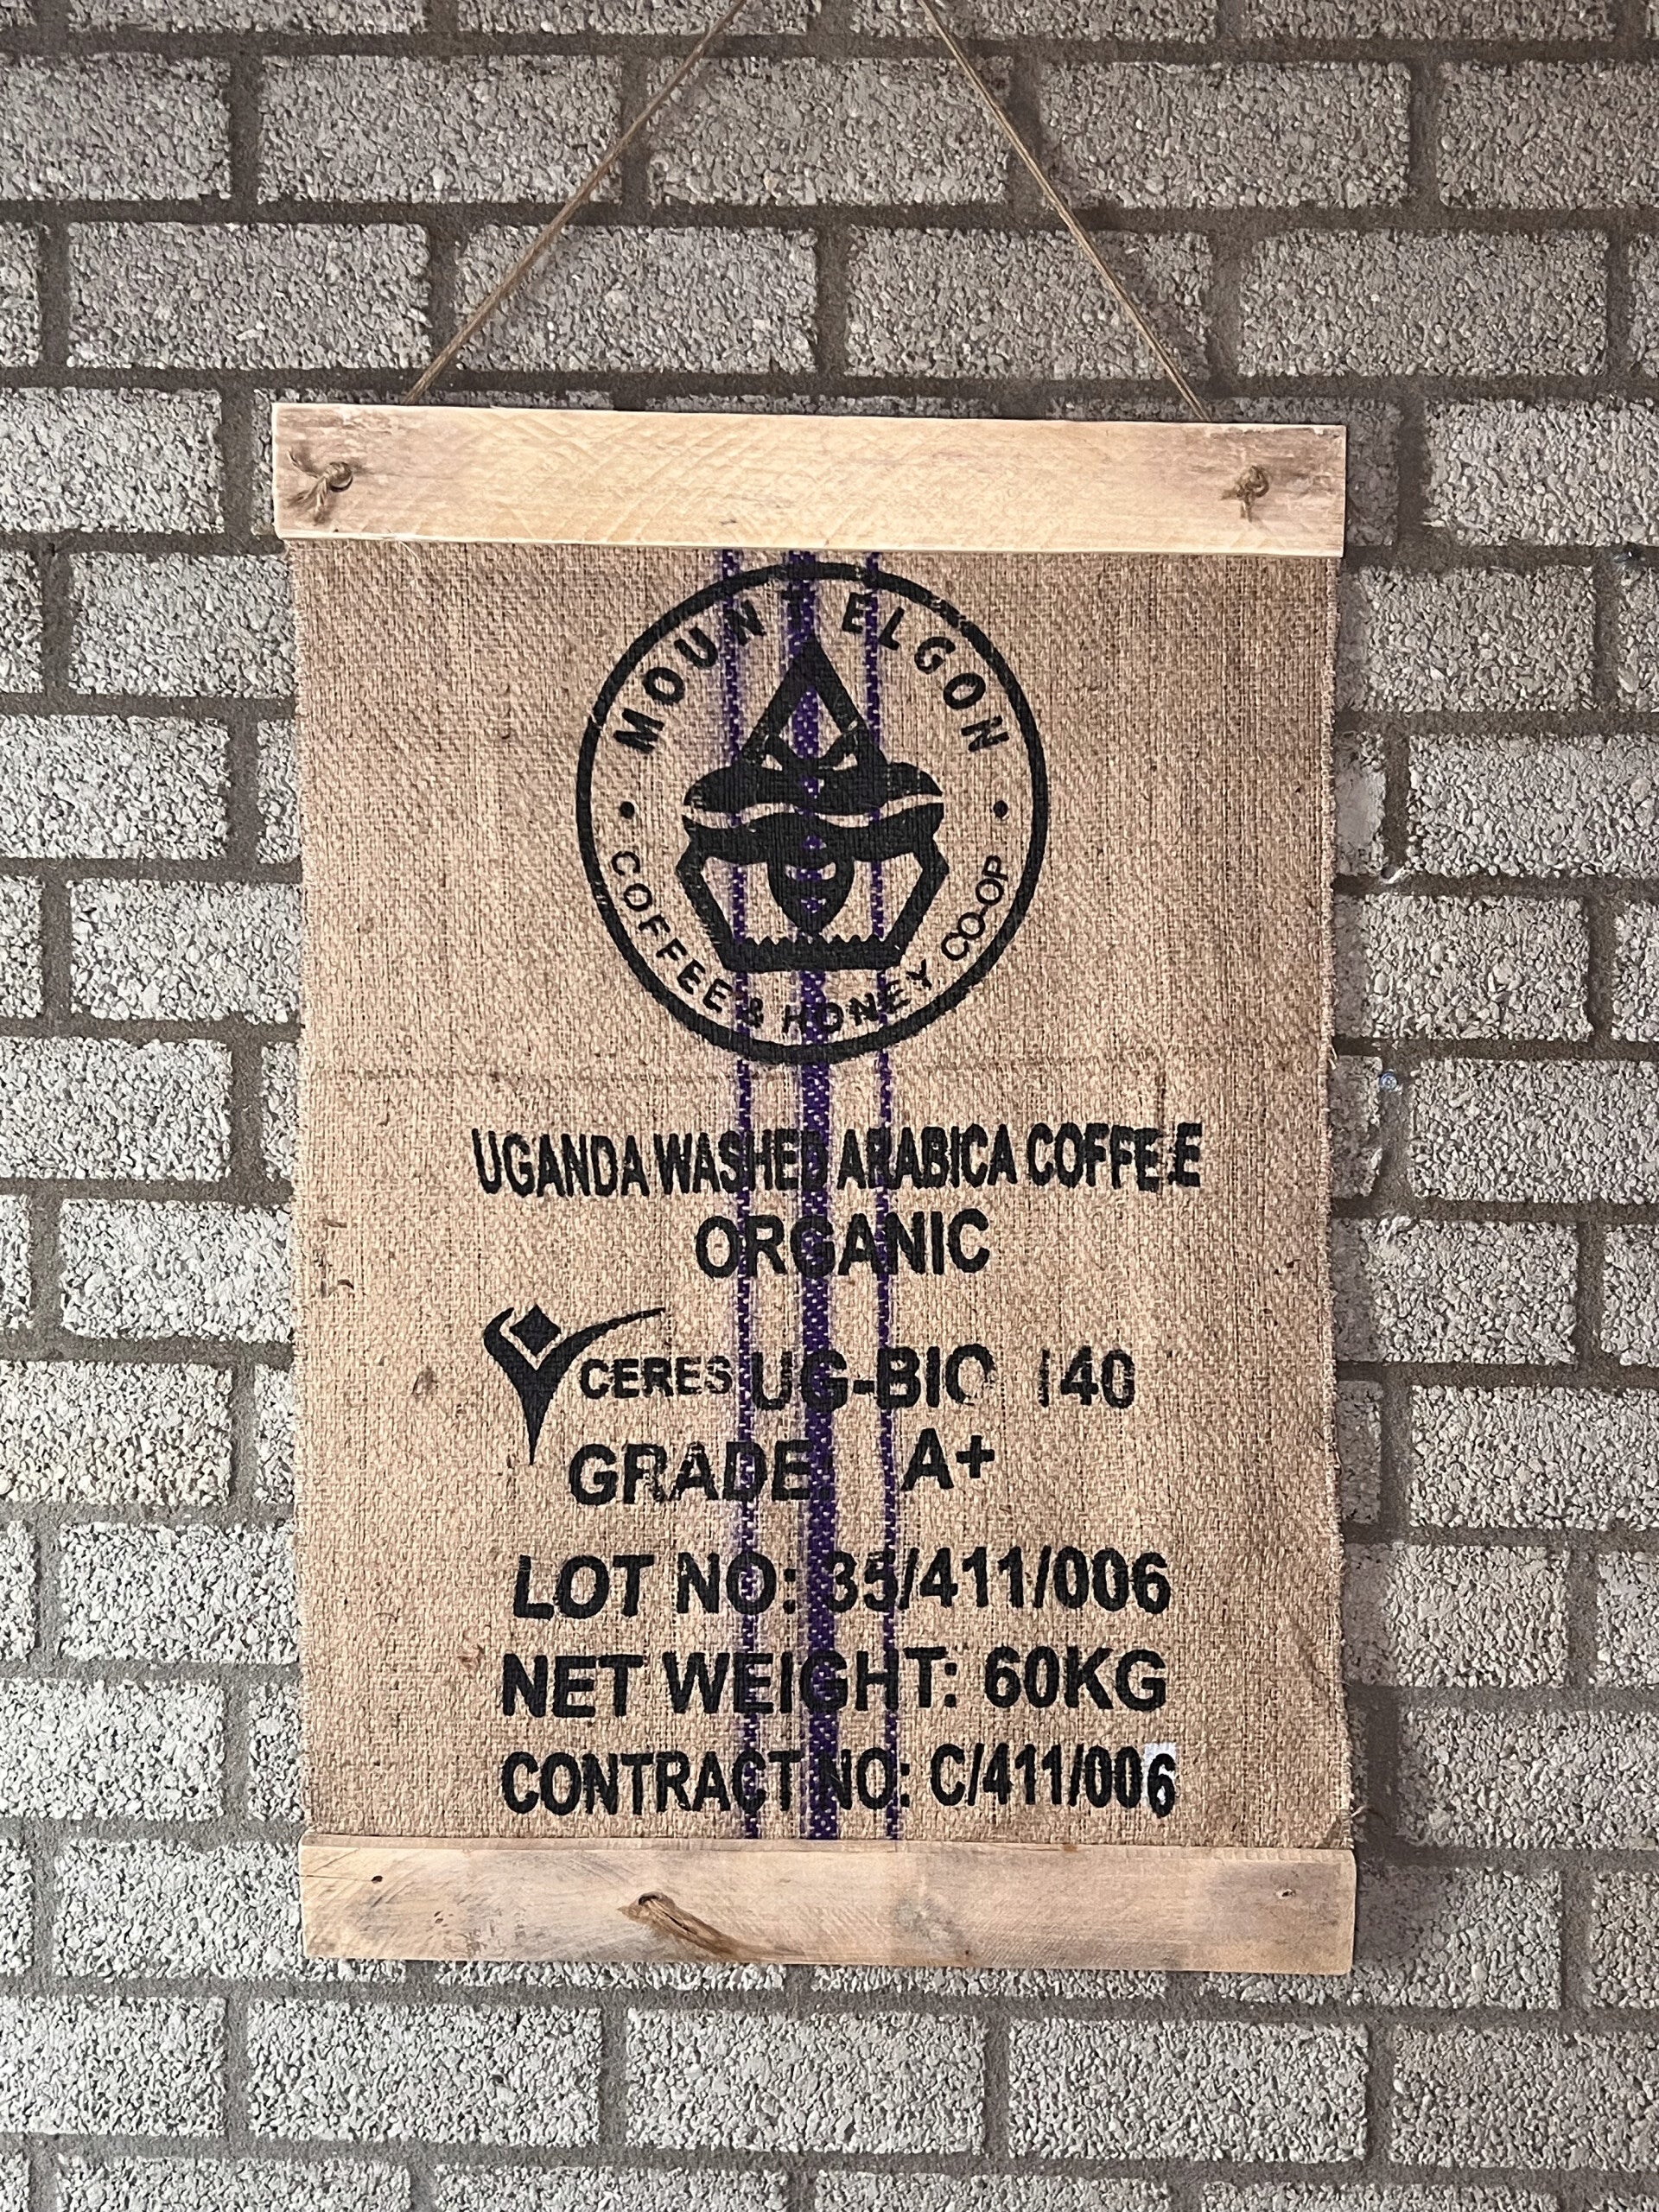 MOUNT ELGON
COFFEE & HONEY CO-OP
UGANDA WASHED ARABICA COFFEE
ORGANIC
CERES UG-BIO 140
GRADE A+
LOT NO: 35/411/006
NET WEIGHT: 60KG
CONTRACT NO: C/411/006